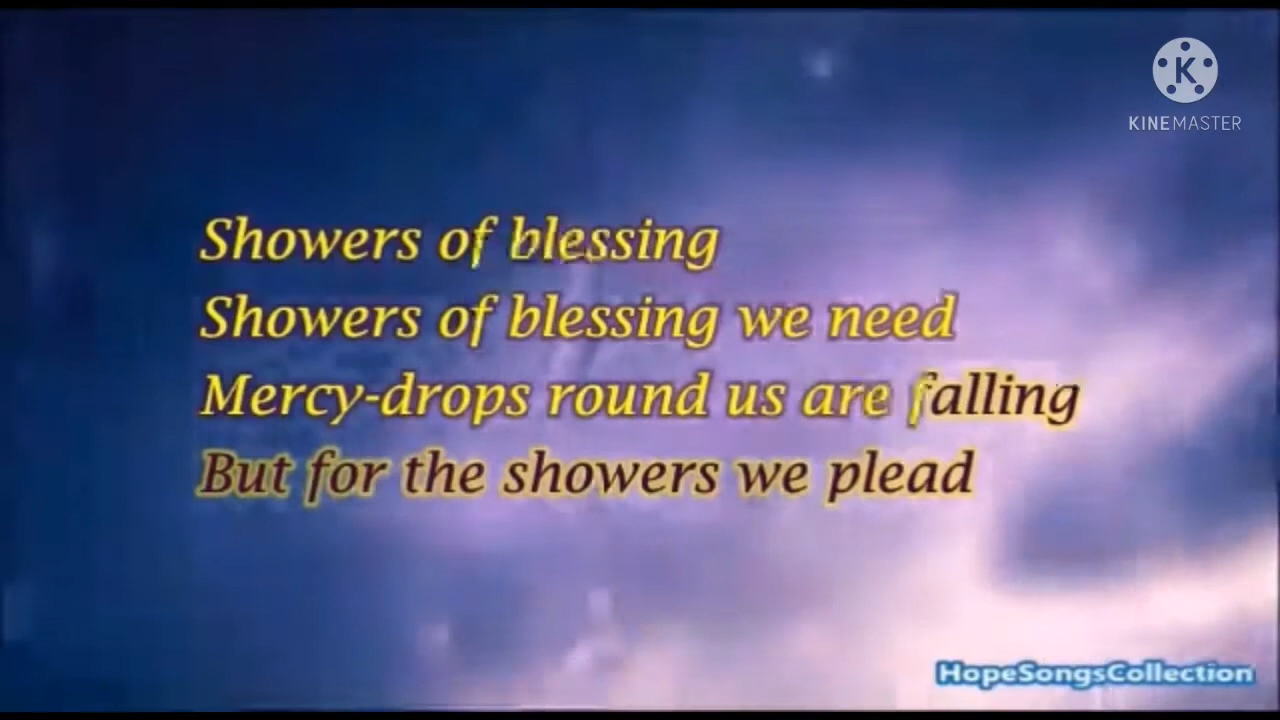 KINEMASTER
Showers of blessing
Showers of blessing we need
Mercy-drops round us are falling
But for the showers we plead
HopeSongsCollection